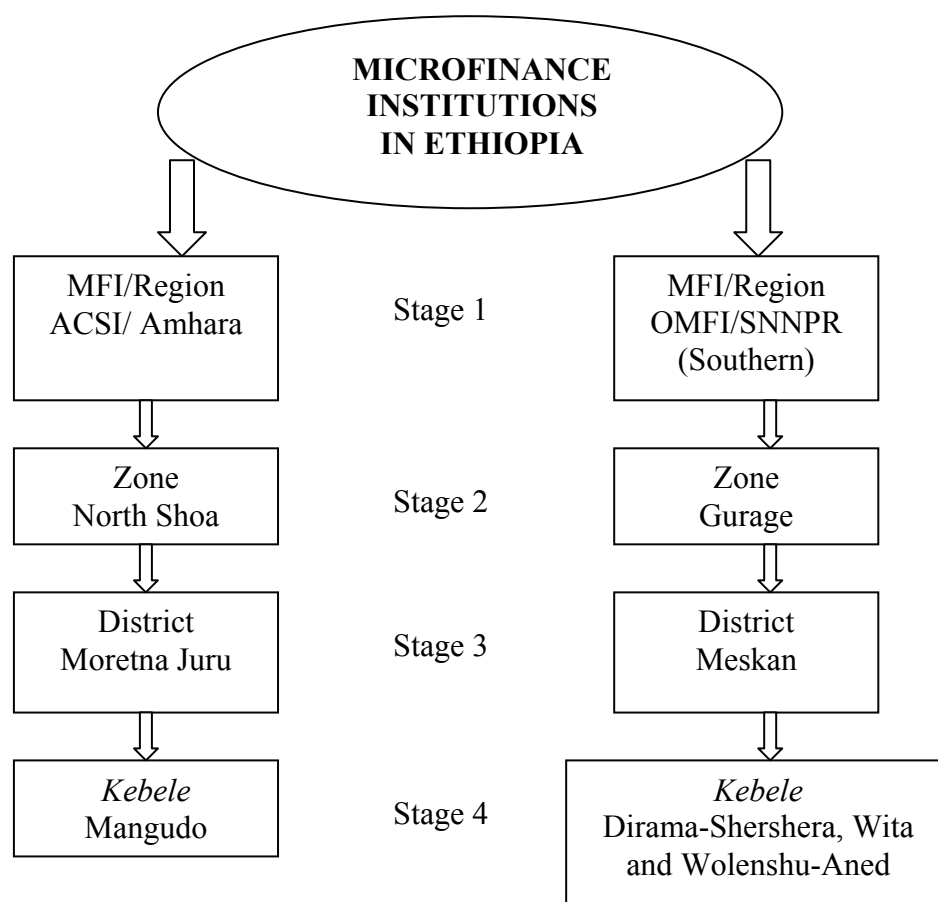 MICROFINANCE
INSTITUTIONS
IN ETHIOPIA
MFI/Region
ACSI/ Amhara
Stage 1
MFI/Region
OMFI/SNNPR
(Southern)
Zone
North Shoa
Stage 2
Zone
Gurage
District
Moretna Juru
Stage 3
District
Meskan
Kebele
Mangudo
Stage 4
Kebele
Dirama-Shershera, Wita
and Wolenshu-Aned